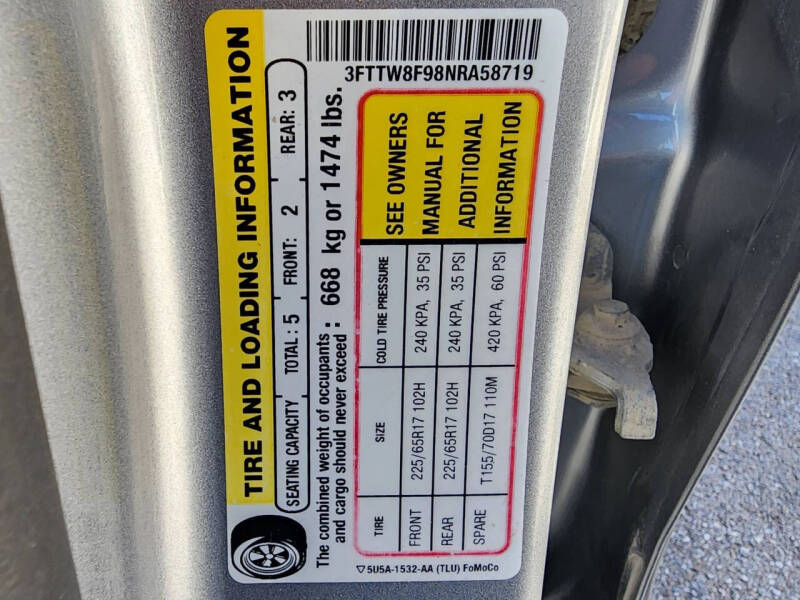 TIRE AND LOADING INFORMATION
SEATING CAPACITY TOTAL : 5 FRONT: 2 REAR: 3
The combined weight of occupants
and cargo should never exceed : 668 kg or 1474 lbs.
3FTTW8F98NRA58719
TIRE SIZE COLD TIRE PRESSURE SEE OWNERS
FRONT 225/65R17 102H 240 KPA, 35 PSI MANUAL FOR
REAR 225/65R17 102H 240 KPA, 35 PSI ADDITIONAL
SPARE T155/70D17 110M 420 KPA, 60 PSI INFORMATION
▽5U5A-1532-AA (TLU) FoMoCo